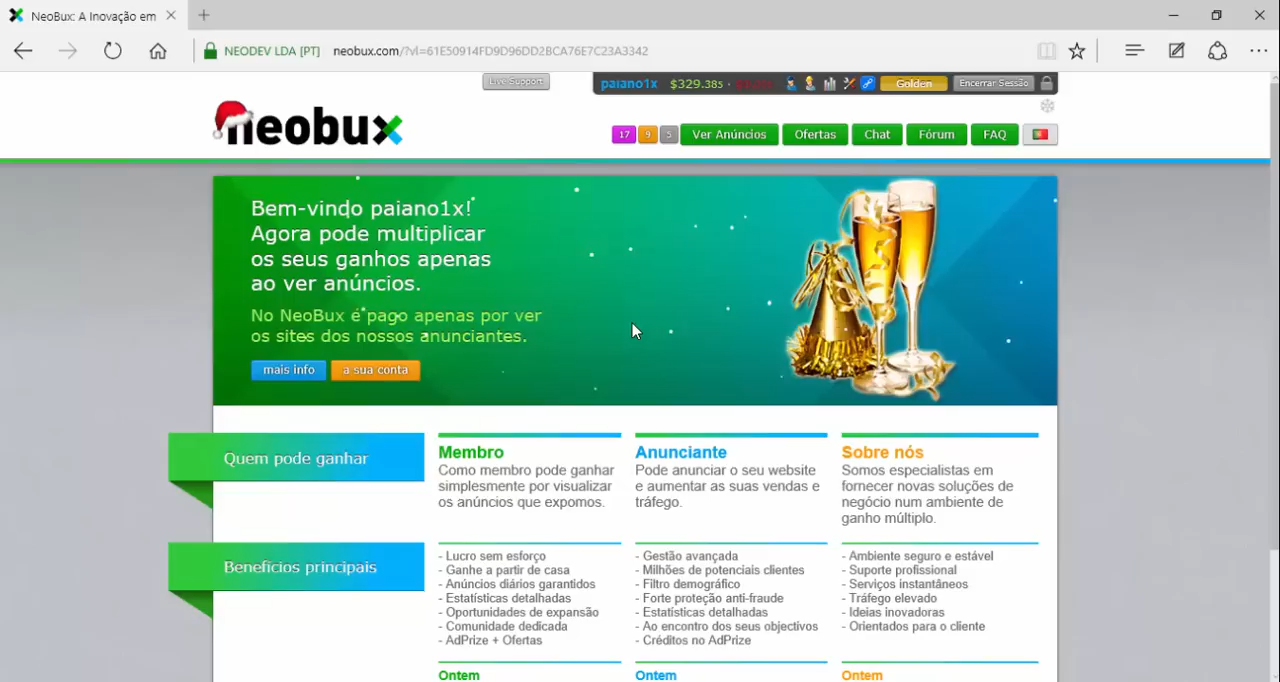 NeoBux: A Inovação em
NEODEV LDA [PT]
neobux.com/?vl=61E50914FD9D96DD2BCA76E7C23A3342
Live Support
paiano1x $329.385 ·
Golden
Encerrar Sessão
neobux
17 9 5
Ver Anúncios
Ofertas
Chat
Fórum
FAQ
Bem-vindo paiano1x!
Agora pode multiplicar
os seus ganhos apenas
ao ver anúncios.
No NeoBux é pago apenas por ver
os sites dos nossos anunciantes.
mais info
a sua conta
Quem pode ganhar
Membro
Como membro pode ganhar
simplesmente por visualizar
os anúncios que expomos.
Anunciante
Pode anunciar o seu website
e aumentar as suas vendas e
tráfego.
Sobre nós
Somos especialistas em
fornecer novas soluções de
negócio num ambiente de
ganho múltiplo.
Benefícios principais
- Lucro sem esforço
- Ganhe a partir de casa
- Anúncios diários garantidos
- Estatísticas detalhadas
- Oportunidades de expansão
- Comunidade dedicada
- AdPrize + Ofertas
- Gestão avançada
- Milhões de potenciais clientes
- Filtro demográfico
- Forte proteção anti-fraude
- Estatísticas detalhadas
- Ao encontro dos seus objectivos
- Créditos no AdPrize
- Ambiente seguro e estável
- Suporte profissional
- Serviços instantâneos
- Tráfego elevado
- Ideias inovadoras
- Orientados para o cliente
Ontem
Ontem
Ontem